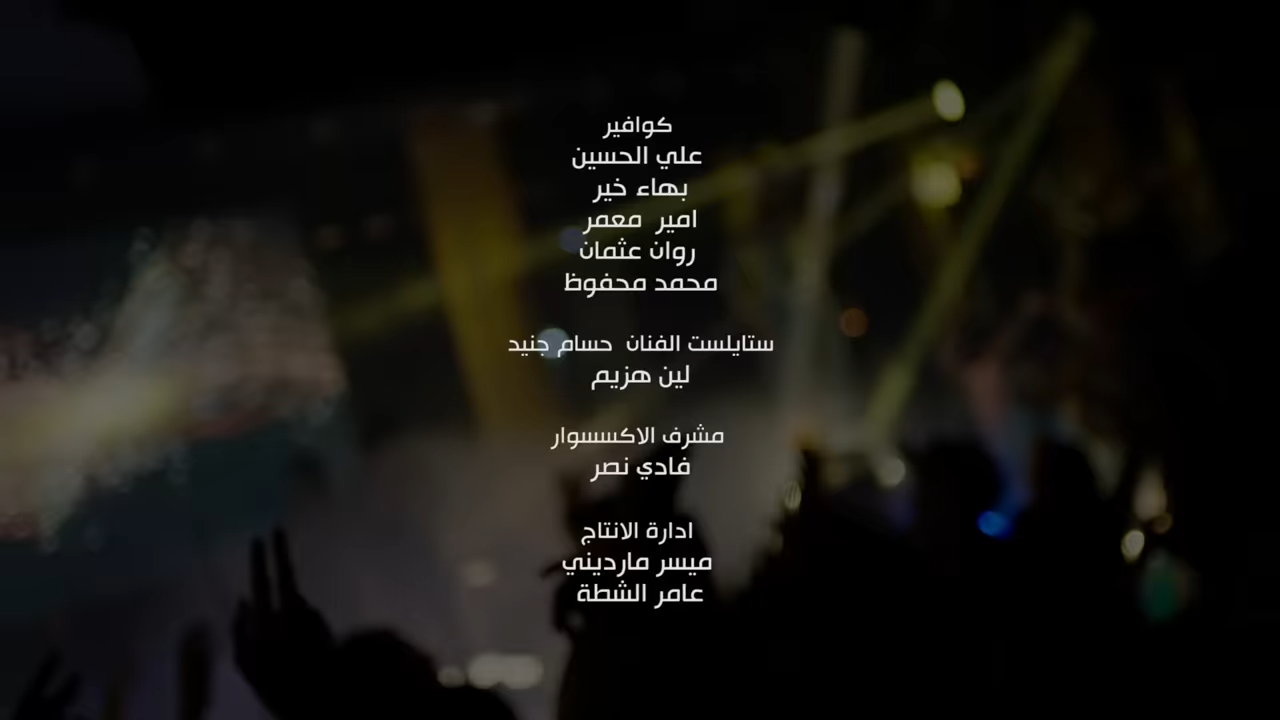 كوافير
علي الحسين
بهاء خير
امير معمر
روان عثمان
محمد محفوظ
ستايلست الفنان حسام جنيد
لين هزيم
مشرف الاكسسوار
فادي نصر
ادارة الانتاج
ميسر مارديني
عامر الشطة